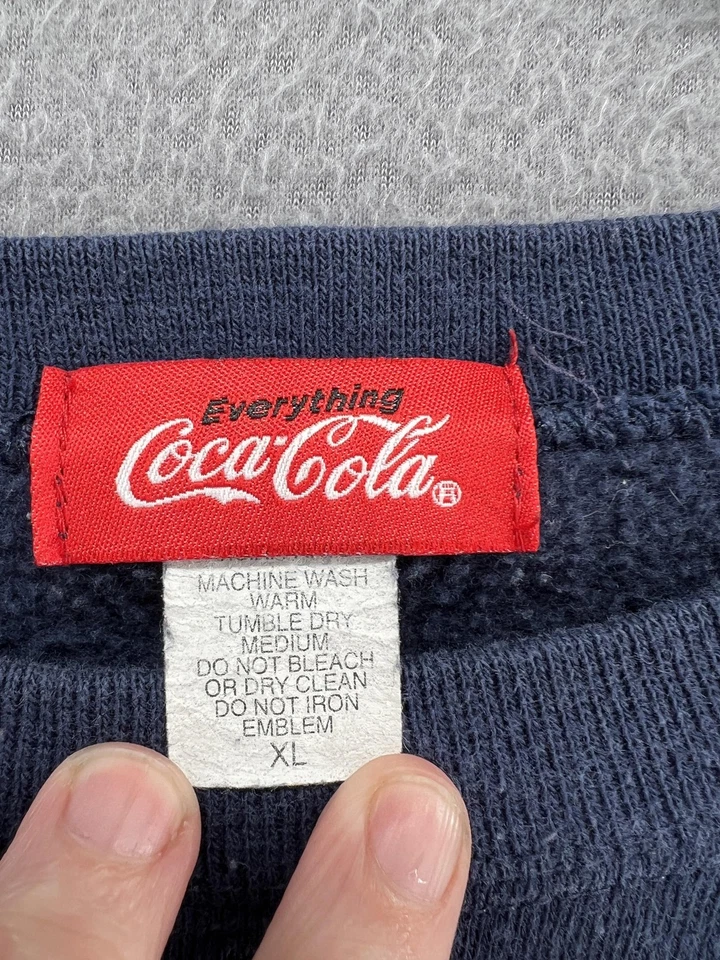 Everything
Coca-Cola®
MACHINE WASH
WARM
TUMBLE DRY
MEDIUM
DO NOT BLEACH
OR DRY CLEAN
DO NOT IRON
EMBLEM
XL